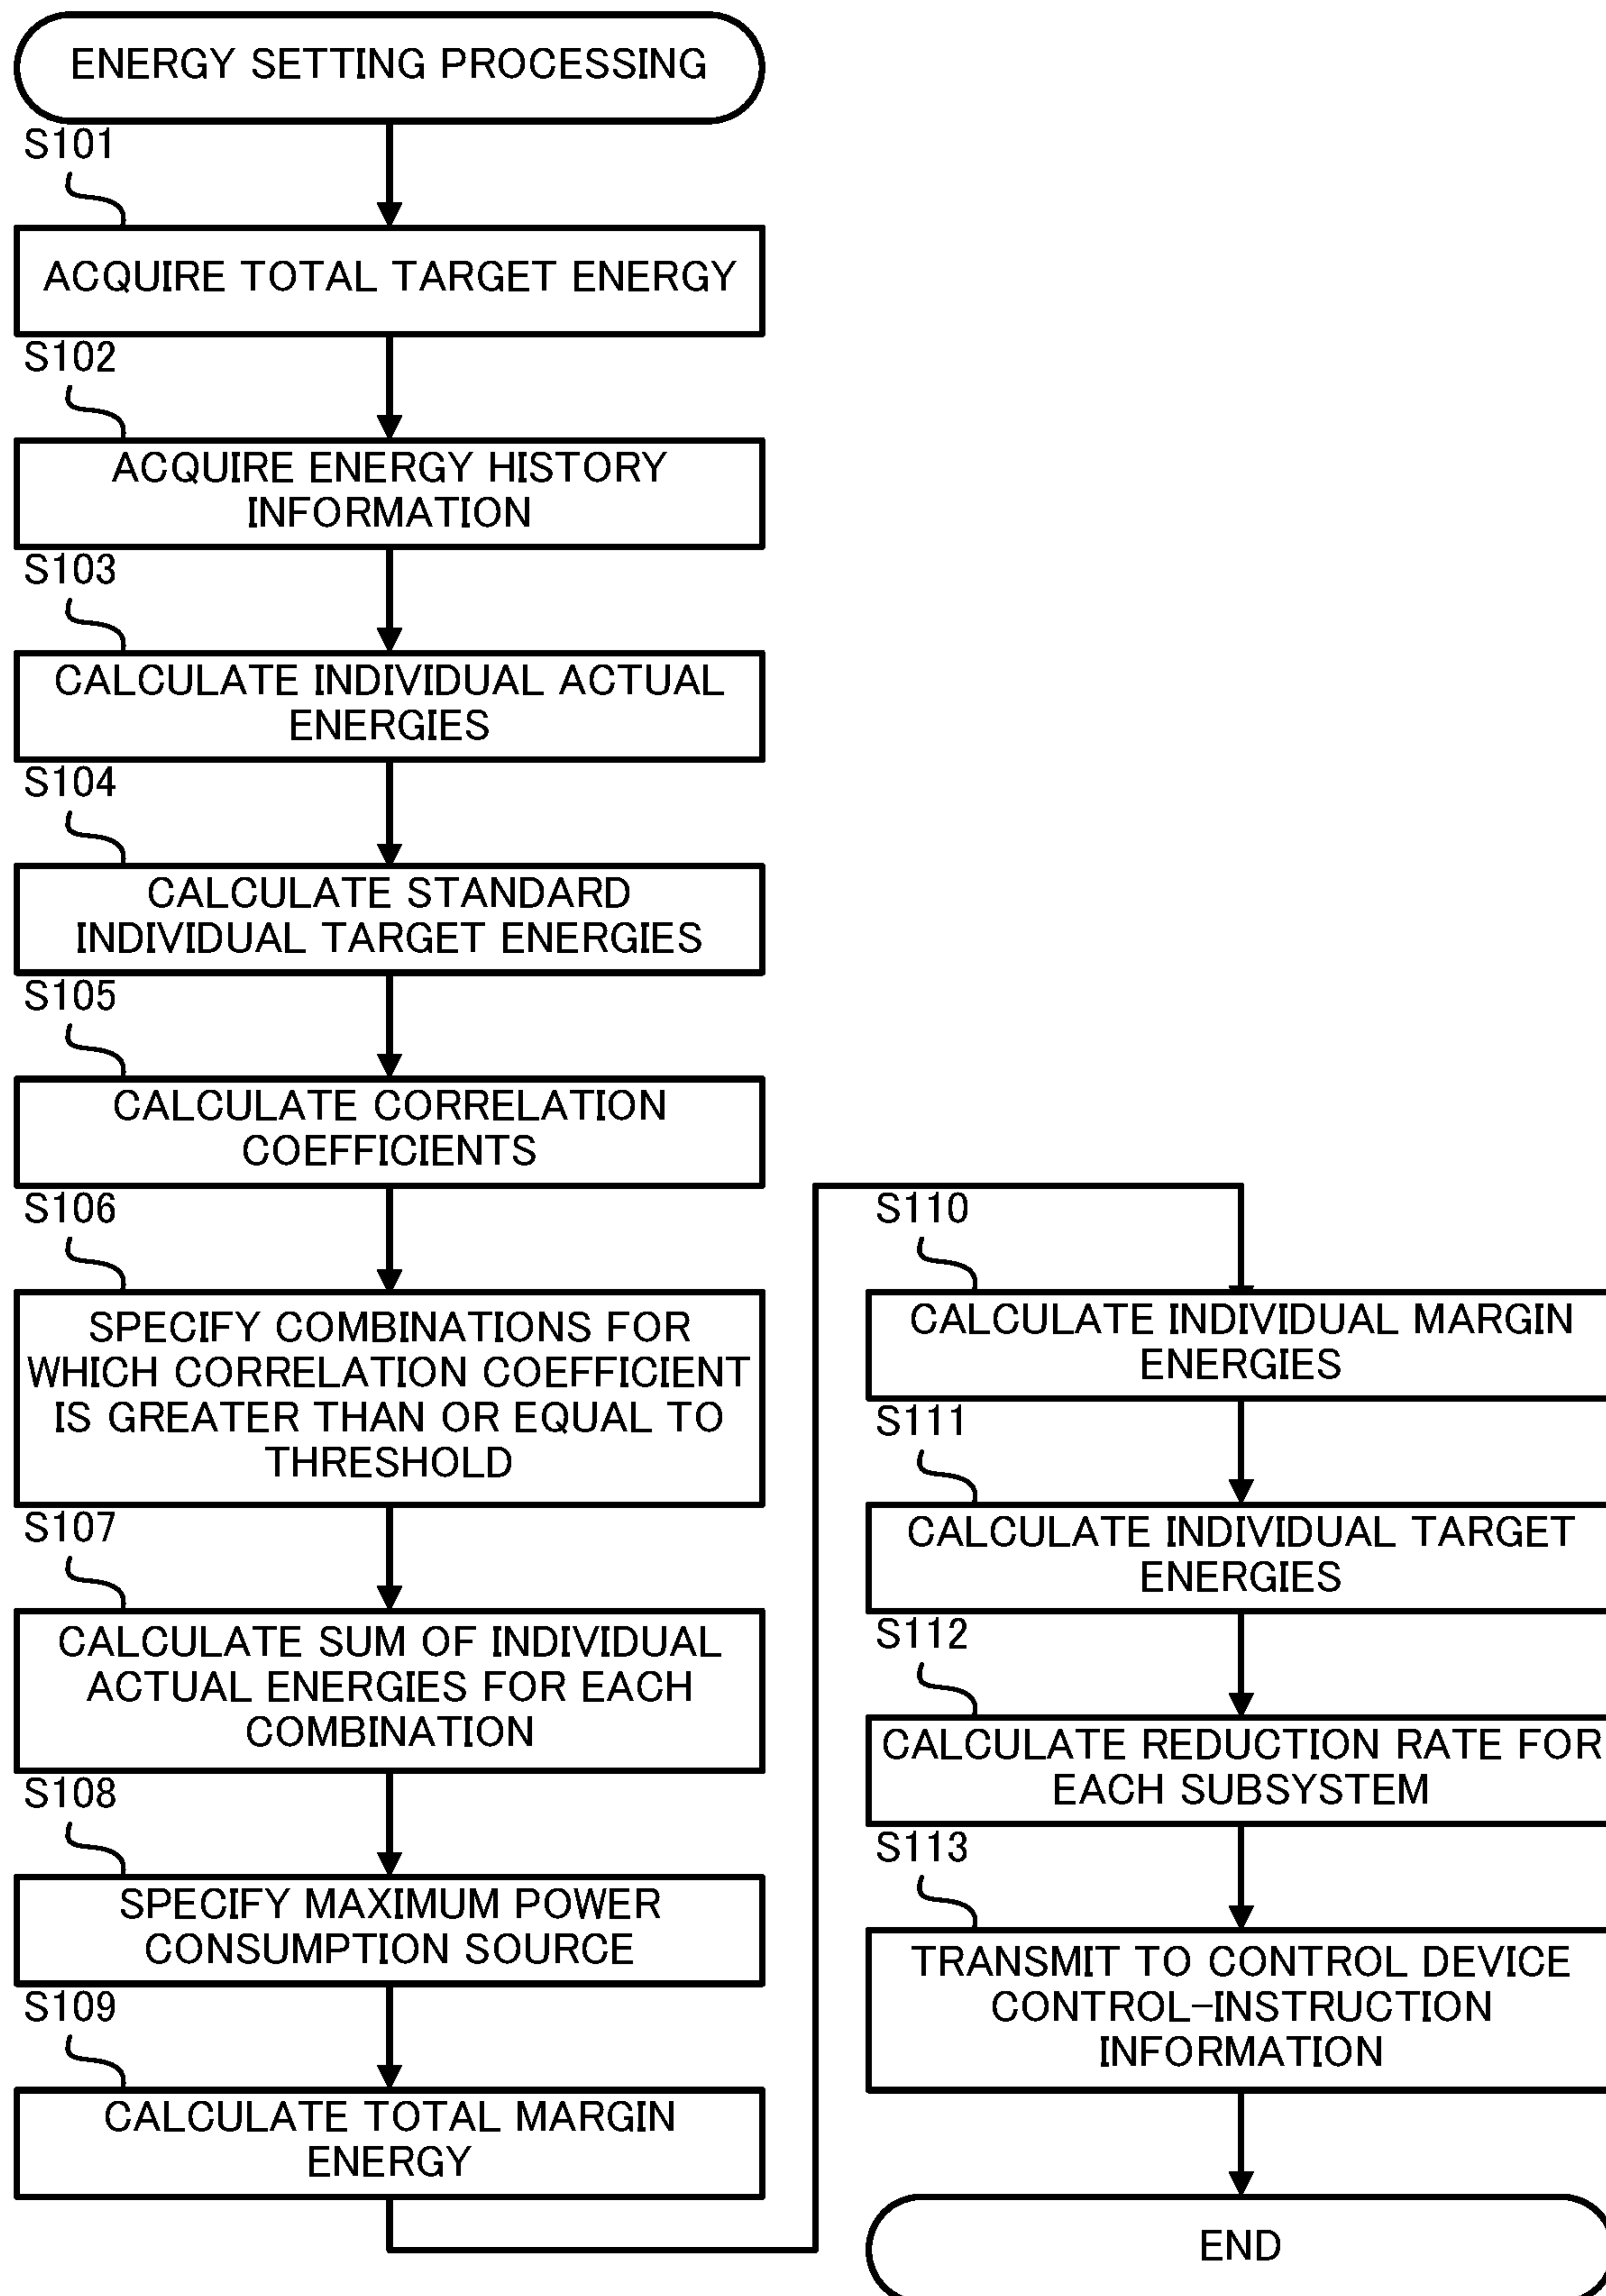 ENERGY SETTING PROCESSING
S101
ACQUIRE TOTAL TARGET ENERGY
S102
ACQUIRE ENERGY HISTORY
INFORMATION
S103
CALCULATE INDIVIDUAL ACTUAL
ENERGIES
S104
CALCULATE STANDARD
INDIVIDUAL TARGET ENERGIES
S105
CALCULATE CORRELATION
COEFFICIENTS
S106
SPECIFY COMBINATIONS FOR
WHICH CORRELATION COEFFICIENT
IS GREATER THAN OR EQUAL TO
THRESHOLD
S107
CALCULATE SUM OF INDIVIDUAL
ACTUAL ENERGIES FOR EACH
COMBINATION
S108
SPECIFY MAXIMUM POWER
CONSUMPTION SOURCE
S109
CALCULATE TOTAL MARGIN
ENERGY
S110
CALCULATE INDIVIDUAL MARGIN
ENERGIES
S111
CALCULATE INDIVIDUAL TARGET
ENERGIES
S112
CALCULATE REDUCTION RATE FOR
EACH SUBSYSTEM
S113
TRANSMIT TO CONTROL DEVICE
CONTROL-INSTRUCTION
INFORMATION
END